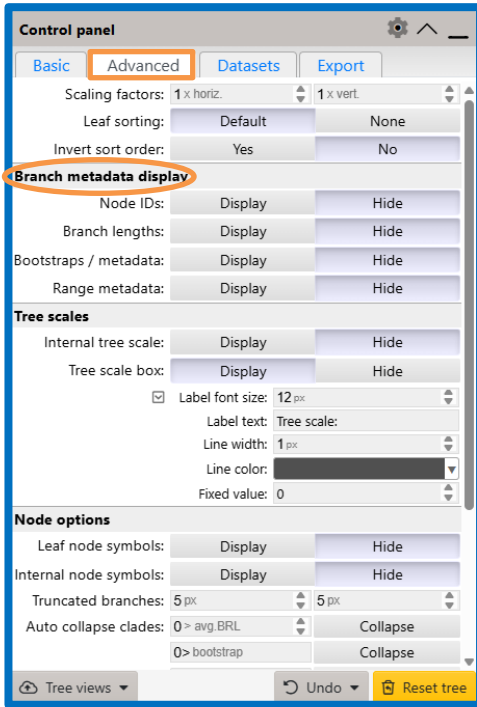 Control panel
Basic Advanced Datasets Export
Scaling factors: 1 x horiz. 1 x vert.
Leaf sorting: Default None
Invert sort order: Yes No
Branch metadata display
Node IDs: Display Hide
Branch lengths: Display Hide
Bootstraps / metadata: Display Hide
Range metadata: Display Hide
Tree scales
Internal tree scale: Display Hide
Tree scale box: Display Hide
Label font size: 12 px
Label text: Tree scale:
Line width: 1 px
Line color:
Fixed value: 0
Node options
Leaf node symbols: Display Hide
Internal node symbols: Display Hide
Truncated branches: 5 px 5 px
Auto collapse clades: 0 > avg.BRL Collapse
0> bootstrap Collapse
Tree views Undo Reset tree